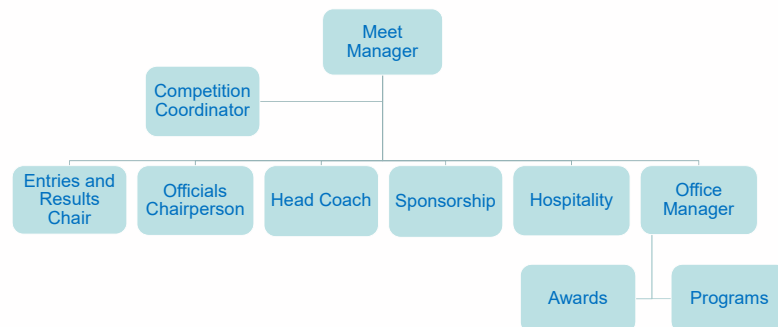 Meet
Manager
Competition
Coordinator
Entries and
Results
Chair
Officials
Chairperson
Head Coach
Sponsorship
Hospitality
Office
Manager
Awards
Programs